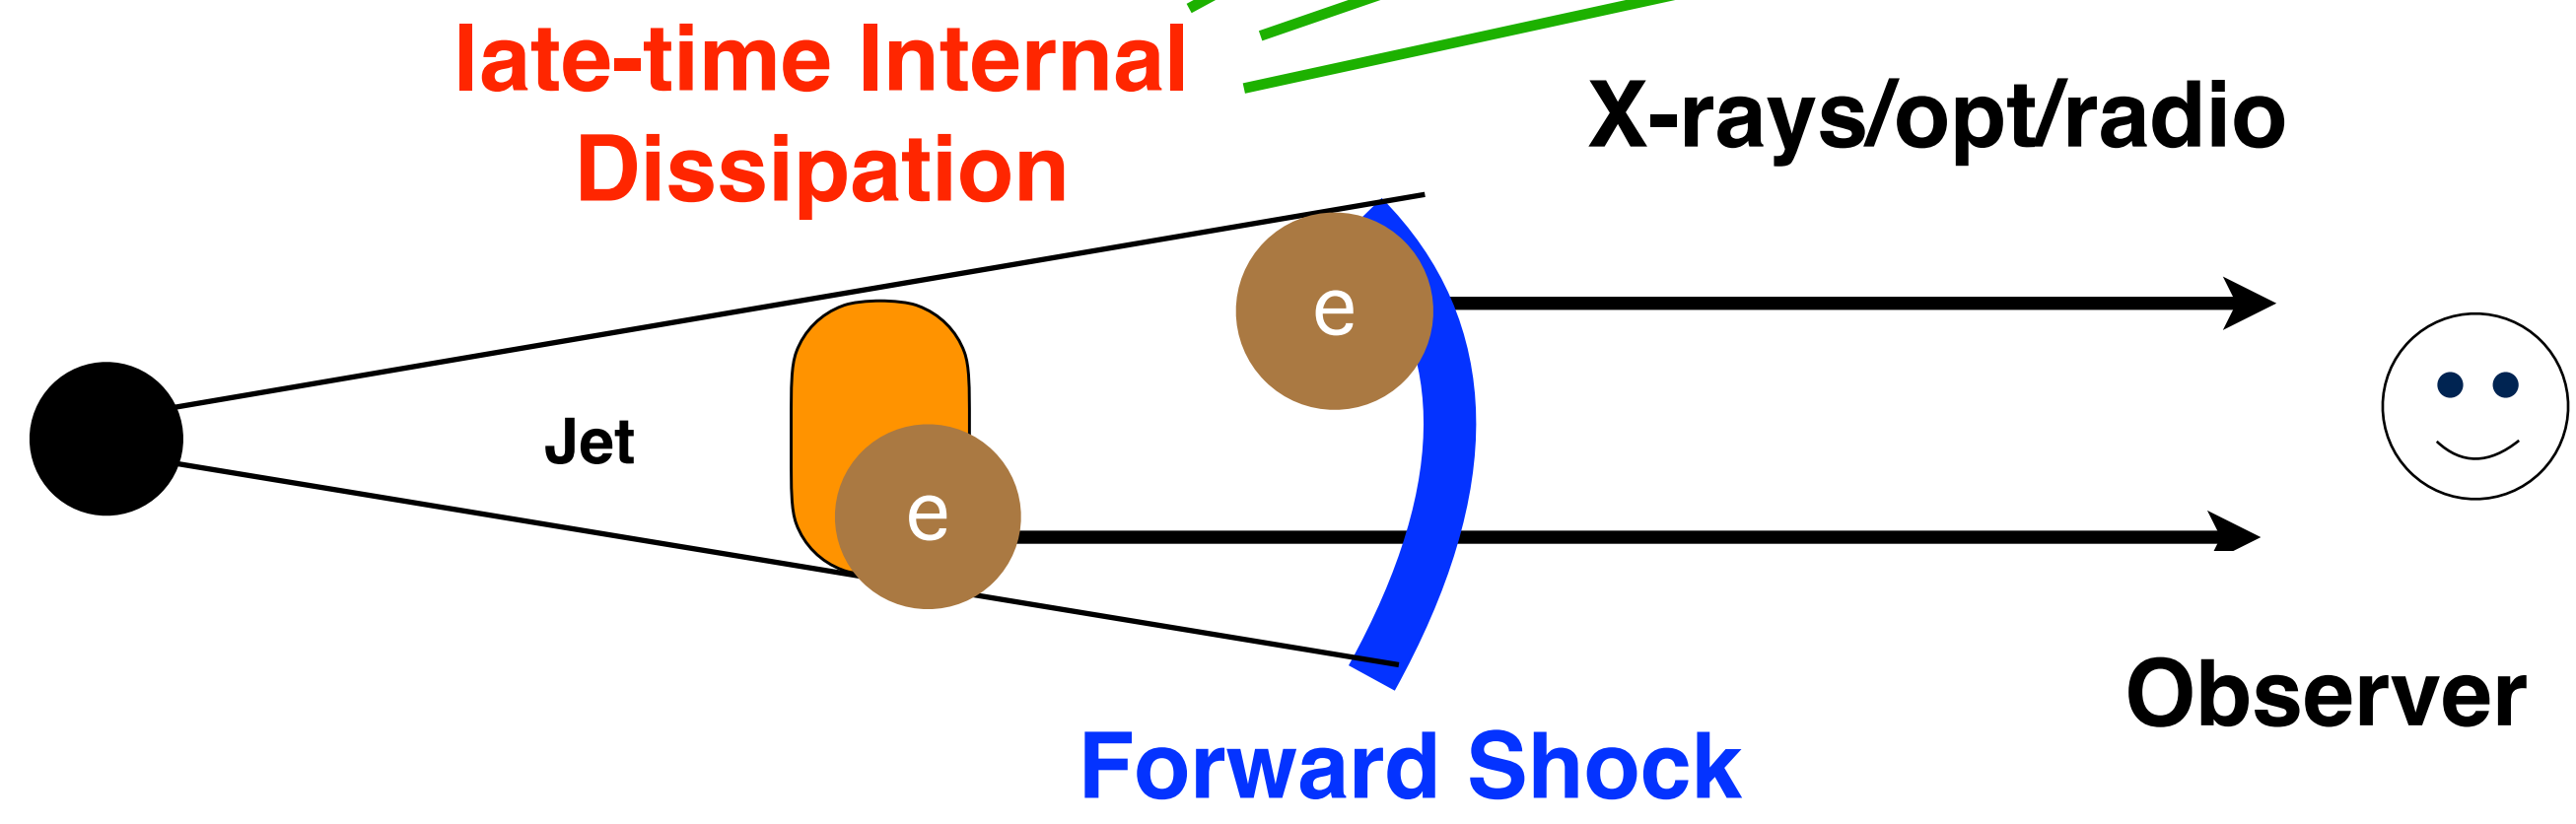 late-time Internal
Dissipation
X-rays/opt/radio
e
Jet
e
Observer
Forward Shock